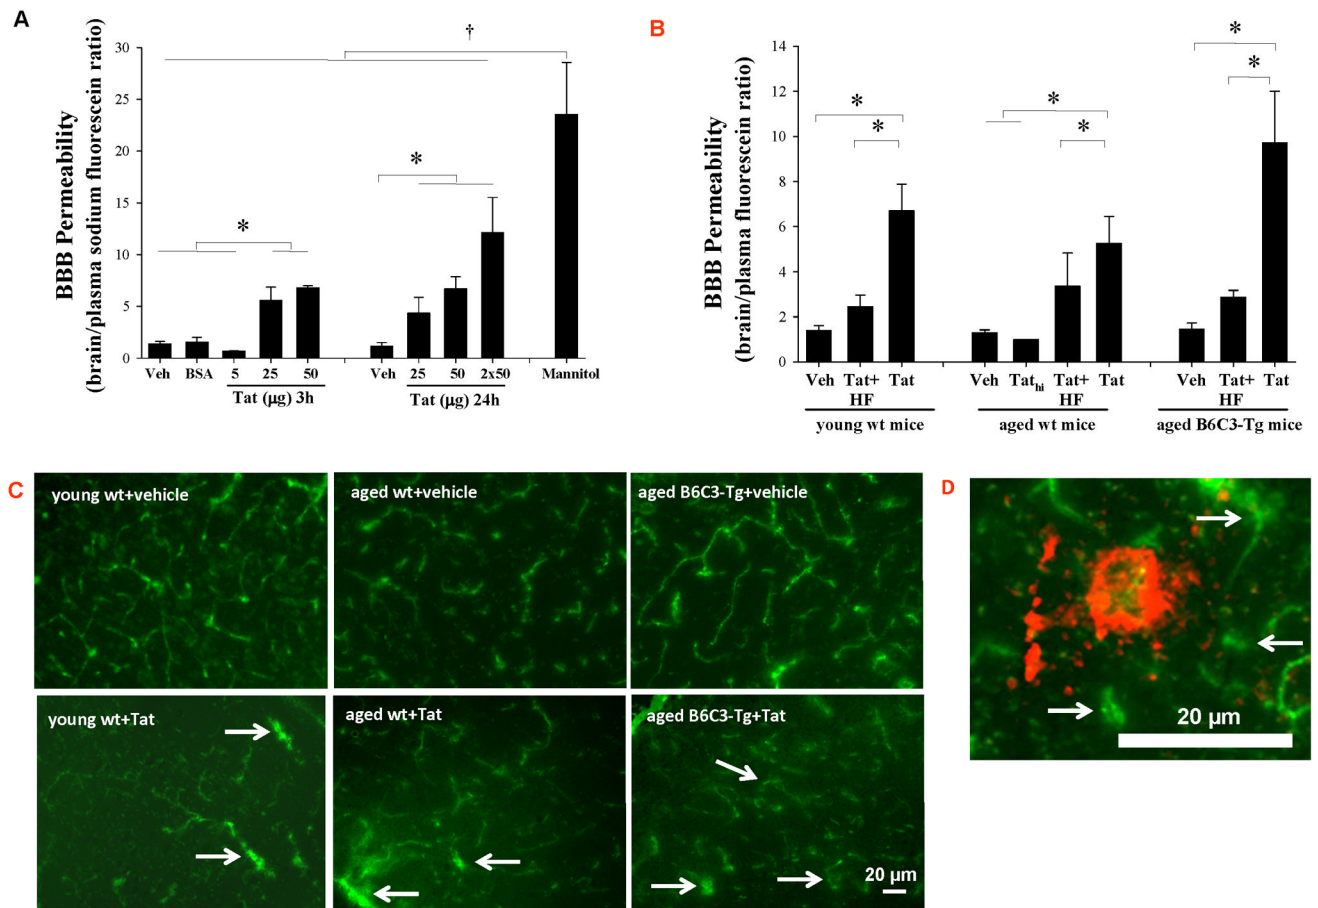 A
BBB Permeability
(brain/plasma sodium fluorescein ratio)
30
25
20
15
10
5
0
*
*
†
Veh BSA 5 25 50 Veh 25 50 2x50 Mannitol
Tat (µg) 3h Tat (µg) 24h
B
BBB Permeability
(brain/plasma fluorescein ratio)
14
12
10
8
6
4
2
0
*
*
*
*
*
*
Veh Tat+ Tat Veh Tathi Tat+ Tat Veh Tat+ Tat
HF HF HF
young wt mice aged wt mice aged B6C3-Tg mice
C
young wt+vehicle
aged wt+vehicle
aged B6C3-Tg+vehicle
young wt+Tat
aged wt+Tat
aged B6C3-Tg+Tat
20 µm
D
20 µm